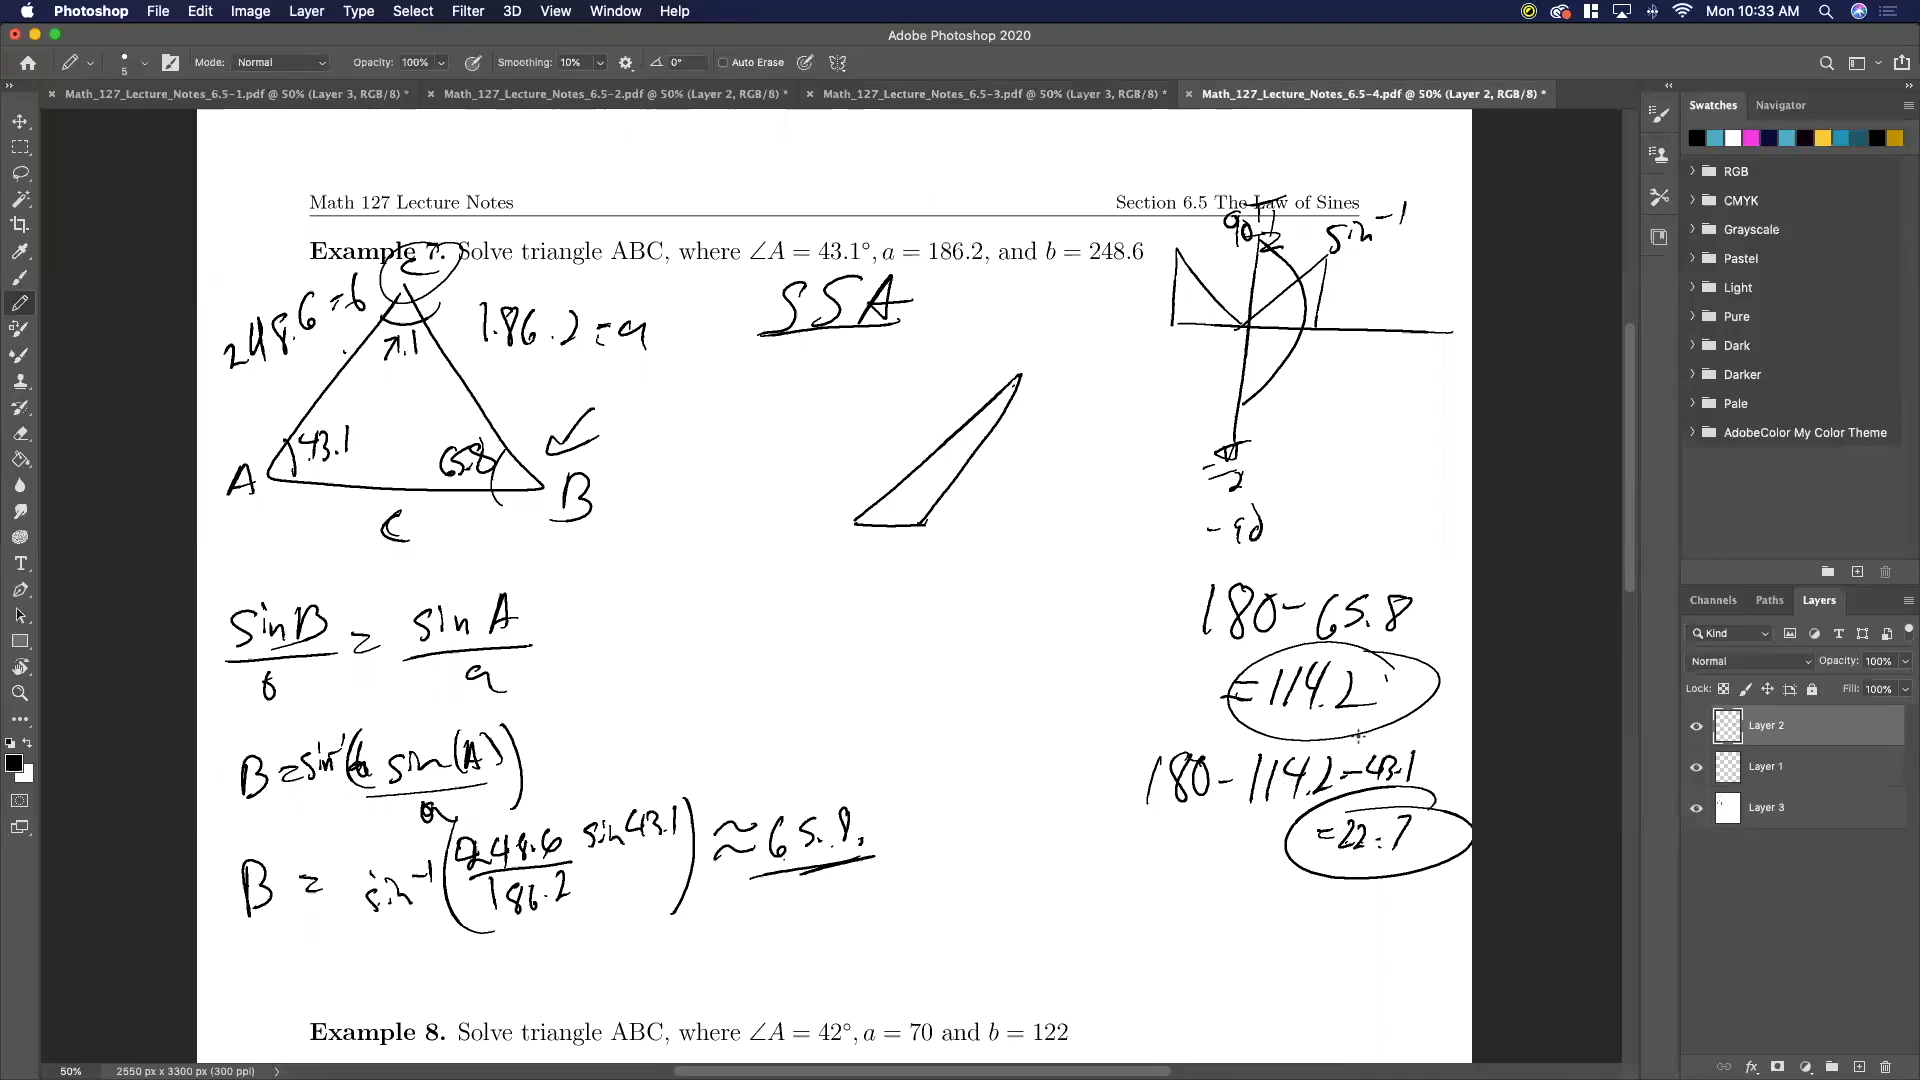 Photoshop File Edit Image Layer Type Select Filter 3D View Window Help
Mon 10:33 AM
Adobe Photoshop 2020
5 Mode: Normal Opacity: 100% Smoothing: 10% 0° Auto Erase
Math_127_Lecture_Notes_6.5-1.pdf @ 50% (Layer 3, RGB/8) *
Math_127_Lecture_Notes_6.5-2.pdf @ 50% (Layer 2, RGB/8) *
Math_127_Lecture_Notes_6.5-3.pdf @ 50% (Layer 3, RGB/8) *
Math_127_Lecture_Notes_6.5-4.pdf @ 50% (Layer 2, RGB/8) *
Math 127 Lecture Notes Section 6.5 The Law of Sines
Example 7. Solve triangle ABC, where ∠A = 43.1°, a = 186.2, and b = 248.6
C
248.6 = b
186.2 = a
71.1
SSA
43.1
65.8
A
B
c
90
π/2
sin⁻¹
-π/2
-90
sin B / b = sin A / a
B = sin⁻¹(b sin(A) / a)
B = sin⁻¹(248.6 sin 43.1 / 186.2) ≈ 65.8.
180 - 65.8
= 114.2
180 - 114.2 - 43.1
= 22.7
Example 8. Solve triangle ABC, where ∠A = 42°, a = 70 and b = 122
50% 2550 px x 3300 px (300 ppi)
Swatches Navigator
RGB
CMYK
Grayscale
Pastel
Light
Pure
Dark
Darker
Pale
AdobeColor My Color Theme
Channels Paths Layers
Kind
Normal Opacity: 100%
Lock: Fill: 100%
Layer 2
Layer 1
Layer 3